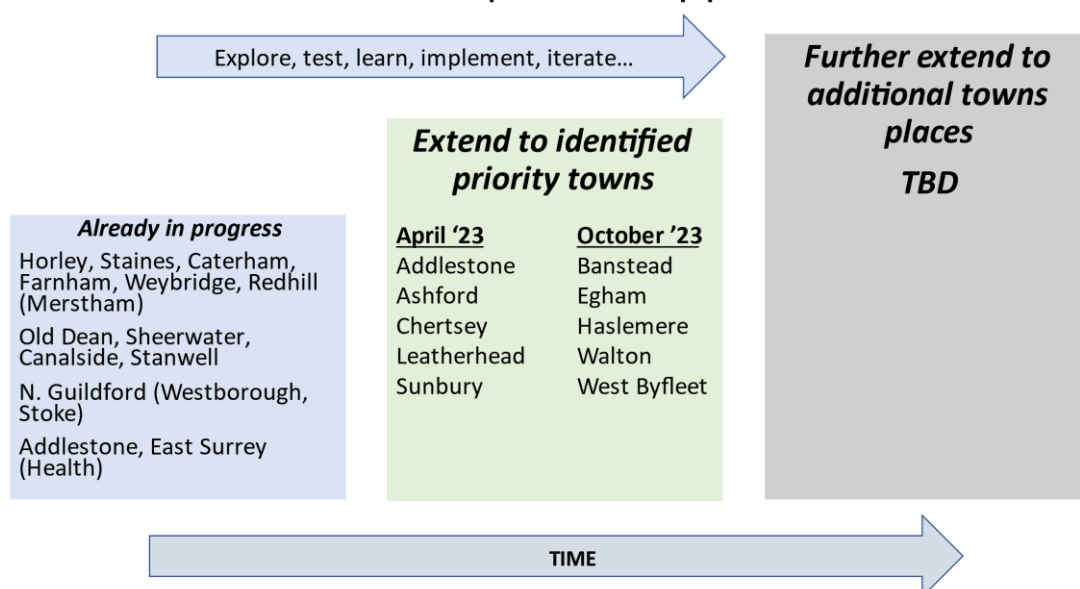 Explore, test, learn, implement, iterate...
Further extend to
additional towns
places
TBD
Extend to identified
priority towns
April ‘23
Addlestone
Ashford
Chertsey
Leatherhead
Sunbury
October ’23
Banstead
Egham
Haslemere
Walton
West Byfleet
Already in progress
Horley, Staines, Caterham,
Farnham, Weybridge, Redhill
(Merstham)
Old Dean, Sheerwater,
Canalside, Stanwell
N. Guildford (Westborough,
Stoke)
Addlestone, East Surrey
(Health)
TIME